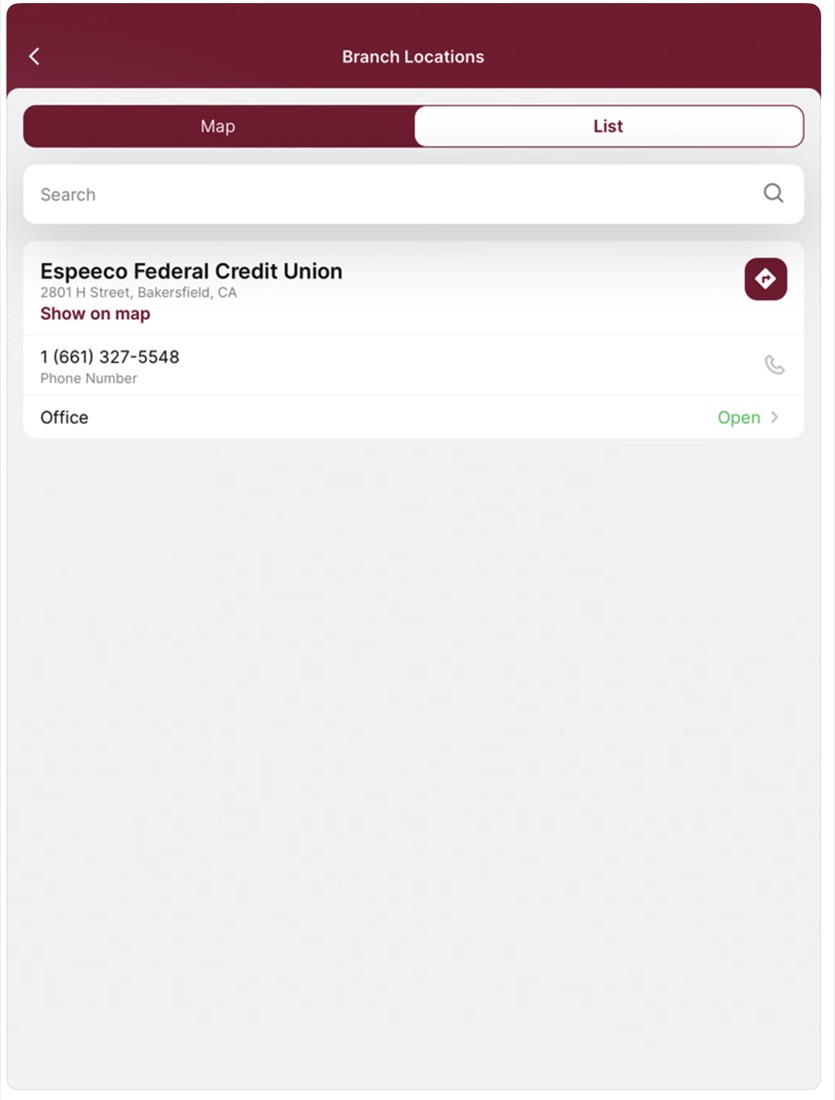 Branch Locations
Map
List
Search
Espeeco Federal Credit Union
2801 H Street, Bakersfield, CA
Show on map
1 (661) 327-5548
Phone Number
Office
Open